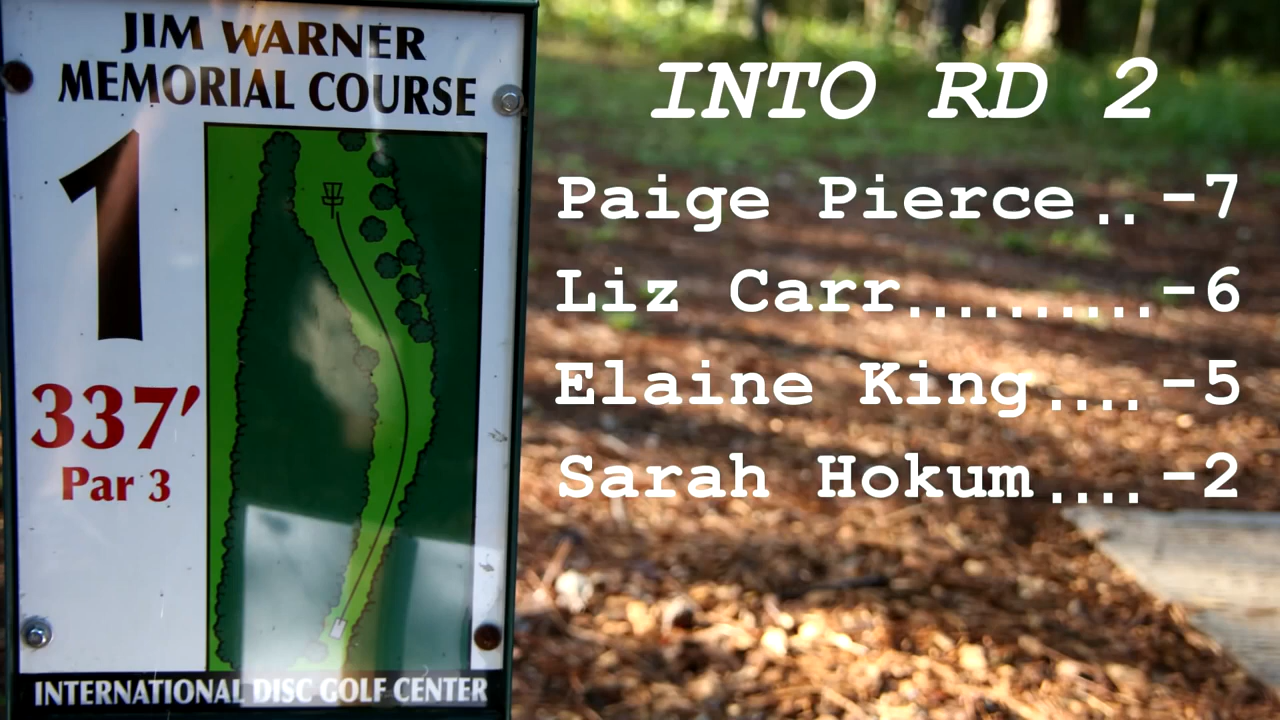 JIM WARNER
MEMORIAL COURSE
1
337'
Par 3
INTERNATIONAL DISC GOLF CENTER
INTO RD 2
Paige Pierce..-7
Liz Carr..........-6
Elaine King....-5
Sarah Hokum....-2